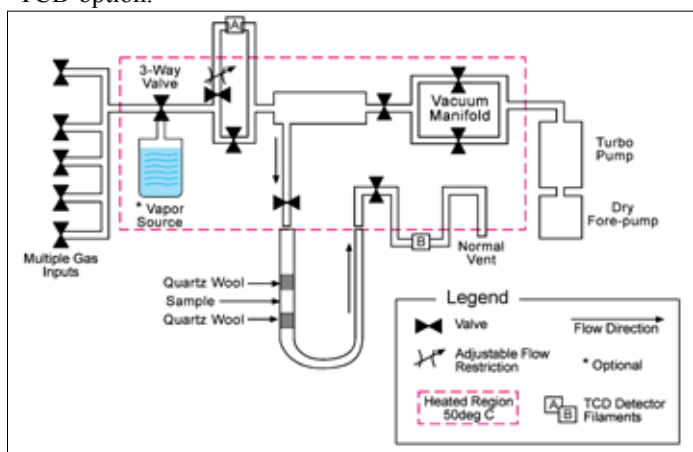 TCD option.
A
3-Way
Valve
Vacuum
Manifold
Turbo
Pump
* Vapor
Source
Dry
Fore-pump
Multiple Gas
Inputs
B
Normal
Vent
Quartz Wool
Sample
Quartz Wool
Legend
Valve
Flow Direction
Adjustable Flow
Restriction
* Optional
Heated Region
50deg C
A
B
TCD Detector
Filaments